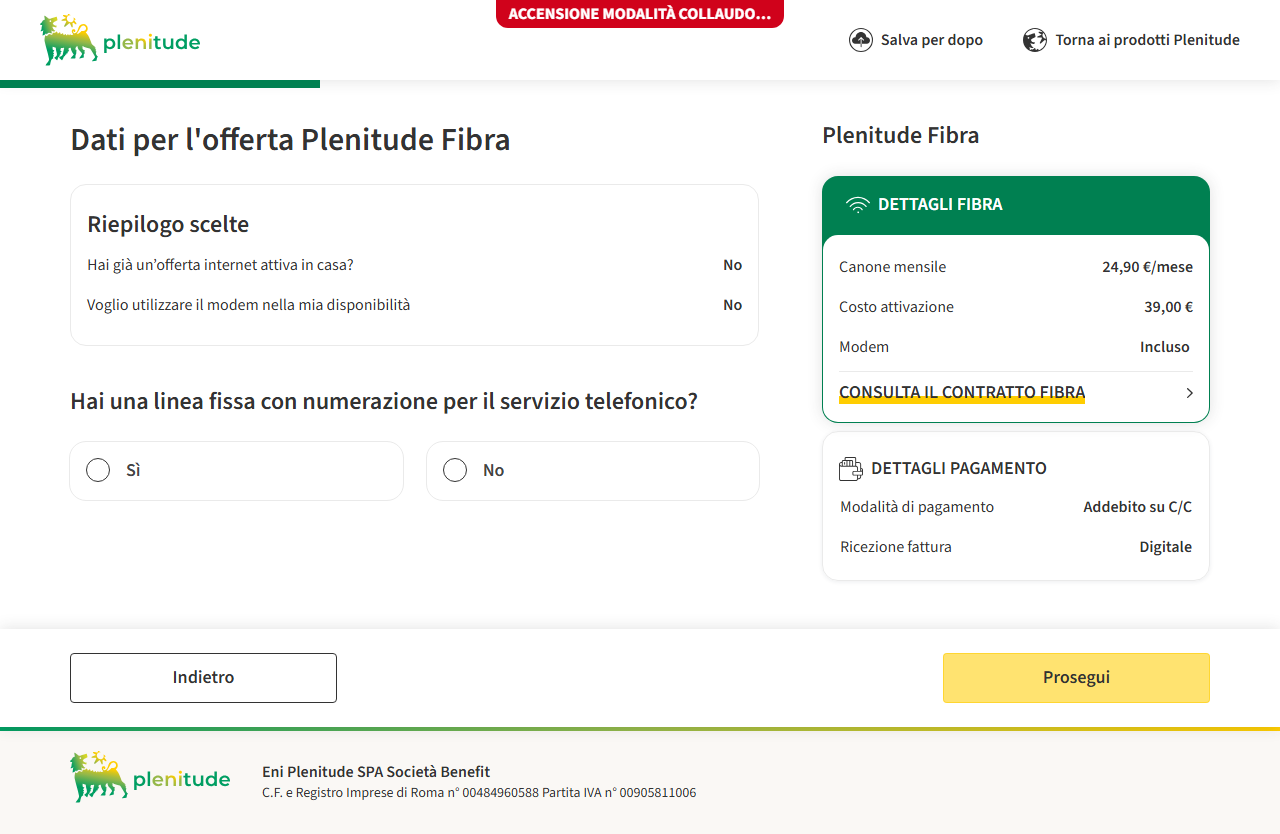 ACCENSIONE MODALITÀ COLLAUDO...
plenitude
Salva per dopo
Torna ai prodotti Plenitude
Dati per l'offerta Plenitude Fibra
Riepilogo scelte
Hai già un'offerta internet attiva in casa? No
Voglio utilizzare il modem nella mia disponibilità No
Hai una linea fissa con numerazione per il servizio telefonico?
Sì
No
Plenitude Fibra
DETTAGLI FIBRA
Canone mensile 24,90 €/mese
Costo attivazione 39,00 €
Modem Incluso
CONSULTA IL CONTRATTO FIBRA
DETTAGLI PAGAMENTO
Modalità di pagamento Addebito su C/C
Ricezione fattura Digitale
Indietro
Prosegui
plenitude
Eni Plenitude SPA Società Benefit
C.F. e Registro Imprese di Roma n° 00484960588 Partita IVA n° 00905811006